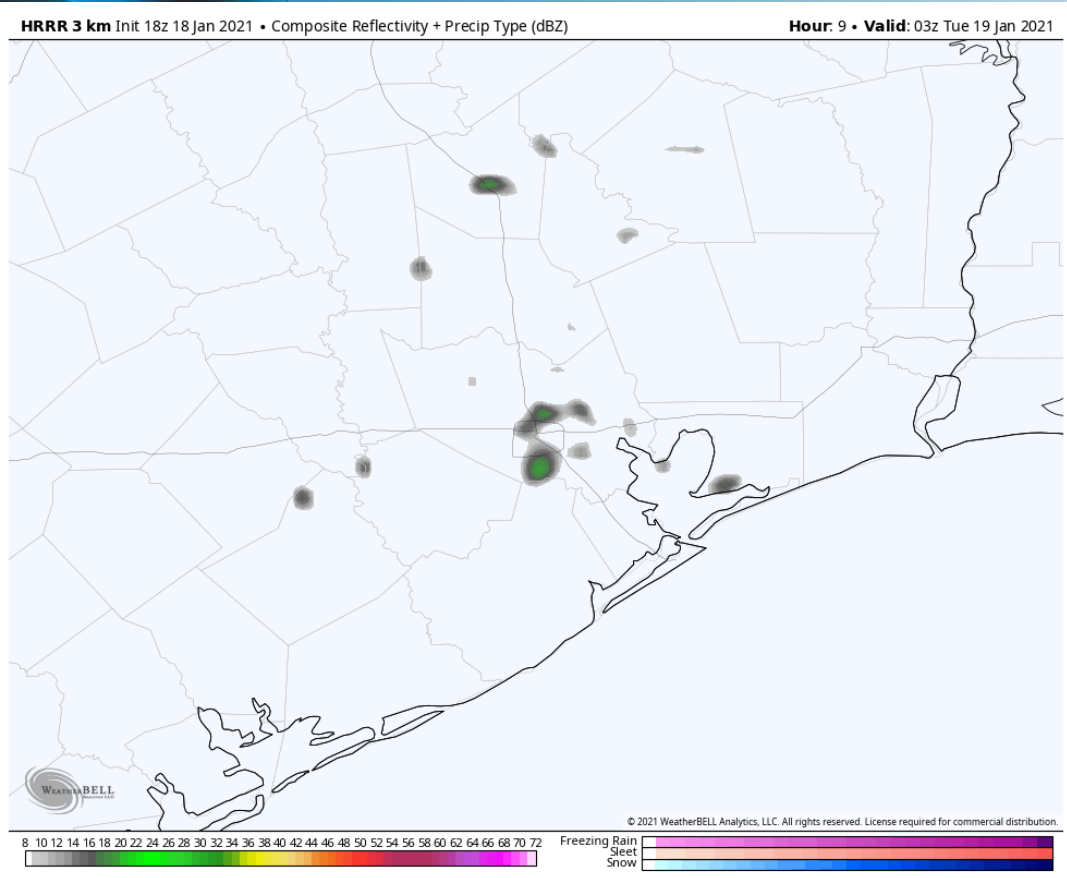 HRRR 3 km Init 18z 18 Jan 2021 • Composite Reflectivity + Precip Type (dBZ) Hour: 9 • Valid: 03z Tue 19 Jan 2021
WEATHERBELL
Analytics LLC
© 2021 WeatherBELL Analytics, LLC. All rights reserved. License required for commercial distribution.
8 10 12 14 16 18 20 22 24 26 28 30 32 34 36 38 40 42 44 46 48 50 52 54 56 58 60 62 64 66 68 70 72
Freezing Rain
Sleet
Snow